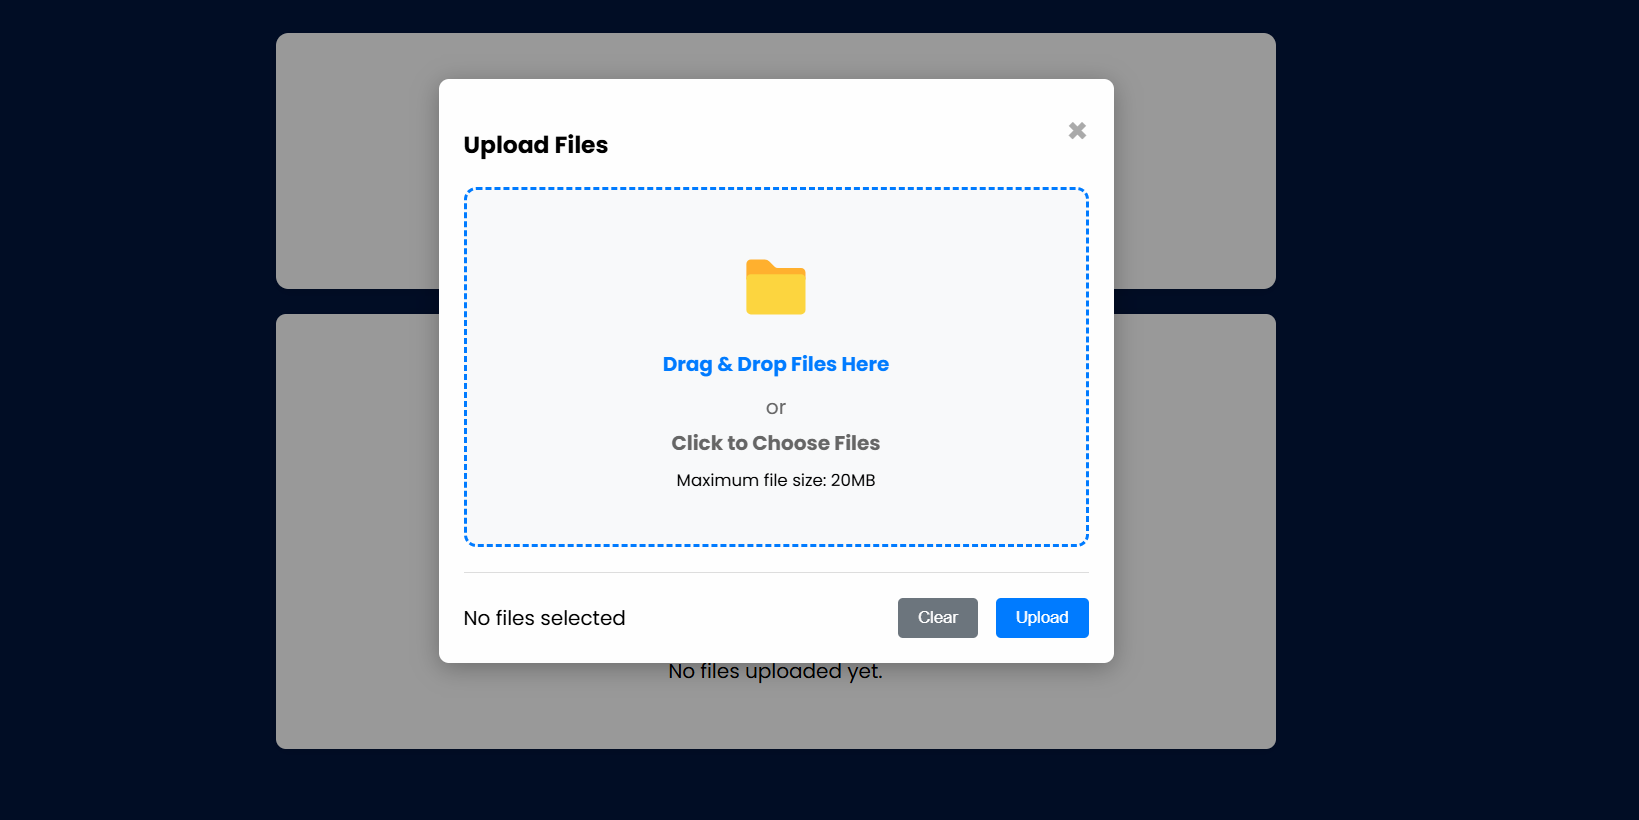 Upload Files
✖
Drag & Drop Files Here
or
Click to Choose Files
Maximum file size: 20MB
No files selected
Clear
Upload
No files uploaded yet.